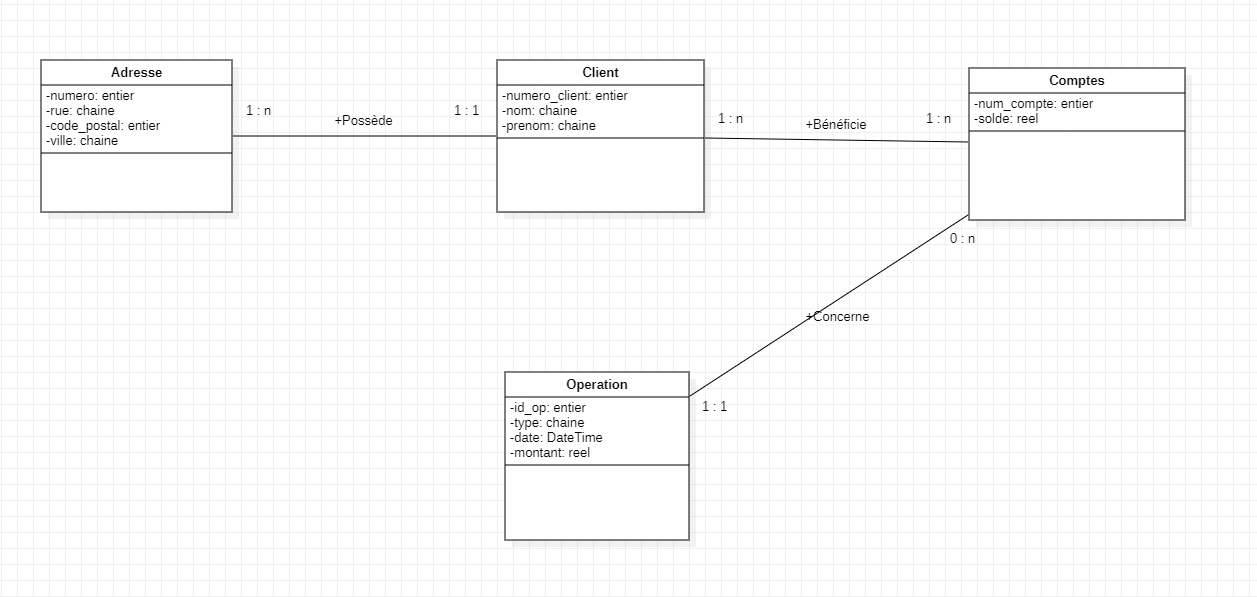 Adresse
-numero: entier
-rue: chaine
-code_postal: entier
-ville: chaine
1 : n
+Possède
1 : 1
Client
-numero_client: entier
-nom: chaine
-prenom: chaine
1 : n
+Bénéficie
1 : n
Comptes
-num_compte: entier
-solde: reel
0 : n
+Concerne
1 : 1
Operation
-id_op: entier
-type: chaine
-date: DateTime
-montant: reel